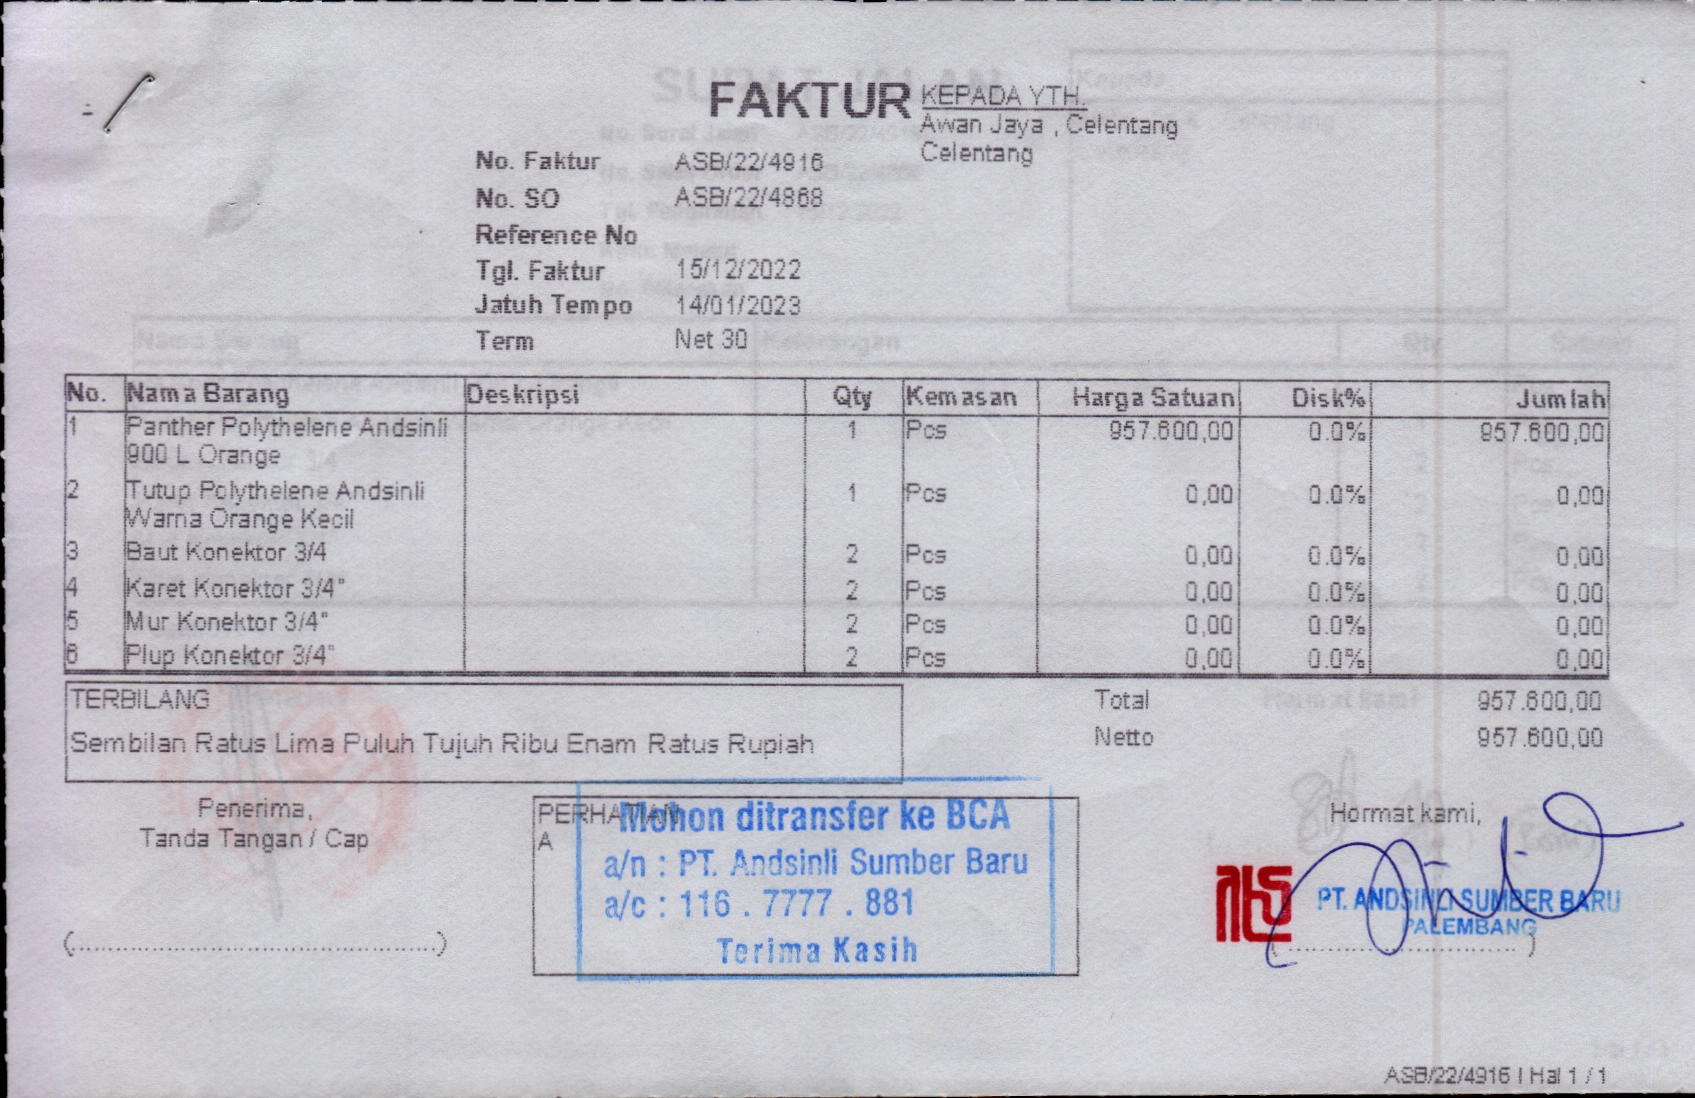 FAKTUR
KEPADA YTH.
Awan Jaya , Celentang
Celentang
No. Faktur ASB/22/4916
No. SO ASB/22/4868
Reference No
Tgl. Faktur 15/12/2022
Jatuh Tempo 14/01/2023
Term Net 30
No. Nama Barang Deskripsi Qty Kemasan Harga Satuan Disk% Jumlah
1 Panther Polythelene Andsinli 1 Pcs 957.600,00 0.0% 957.600,00
900 L Orange
2 Tutup Polythelene Andsinli 1 Pcs 0,00 0.0% 0,00
Warna Orange Kecil
3 Baut Konektor 3/4 2 Pcs 0,00 0.0% 0,00
4 Karet Konektor 3/4" 2 Pcs 0,00 0.0% 0,00
5 Mur Konektor 3/4" 2 Pcs 0,00 0.0% 0,00
6 Plup Konektor 3/4" 2 Pcs 0,00 0.0% 0,00
TERBILANG
Sembilan Ratus Lima Puluh Tujuh Ribu Enam Ratus Rupiah
Total 957.600,00
Netto 957.600,00
Penerima,
Tanda Tangan / Cap
PERHATIAN
A
Mohon ditransfer ke BCA
a/n : PT. Andsinli Sumber Baru
a/c : 116 . 7777 . 881
Terima Kasih
Hormat kami,
PT. ANDSINLI SUMBER BARU
PALEMBANG
ASB/22/4916 | Hal 1 / 1